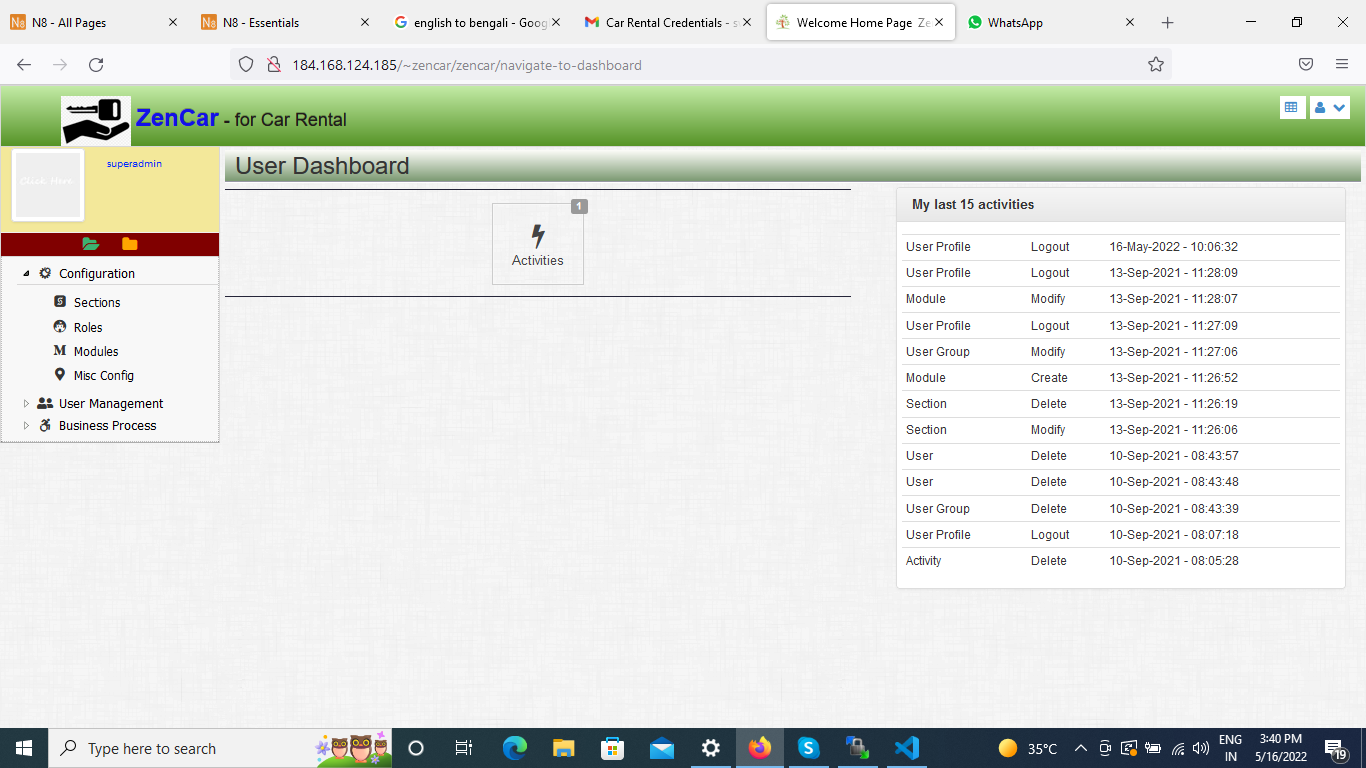 N8 - All Pages
N8 - Essentials
english to bengali - Goog
Car Rental Credentials - s
Welcome Home Page Ze
WhatsApp
184.168.124.185/~zencar/zencar/navigate-to-dashboard
ZenCar - for Car Rental
Click Here
superadmin
Configuration
Sections
Roles
Modules
Misc Config
User Management
Business Process
User Dashboard
1
Activities
My last 15 activities
User Profile Logout 16-May-2022 - 10:06:32
User Profile Logout 13-Sep-2021 - 11:28:09
Module Modify 13-Sep-2021 - 11:28:07
User Profile Logout 13-Sep-2021 - 11:27:09
User Group Modify 13-Sep-2021 - 11:27:06
Module Create 13-Sep-2021 - 11:26:52
Section Delete 13-Sep-2021 - 11:26:19
Section Modify 13-Sep-2021 - 11:26:06
User Delete 10-Sep-2021 - 08:43:57
User Delete 10-Sep-2021 - 08:43:48
User Group Delete 10-Sep-2021 - 08:43:39
User Profile Logout 10-Sep-2021 - 08:07:18
Activity Delete 10-Sep-2021 - 08:05:28
Type here to search
35°C
ENG
IN
3:40 PM
5/16/2022
19